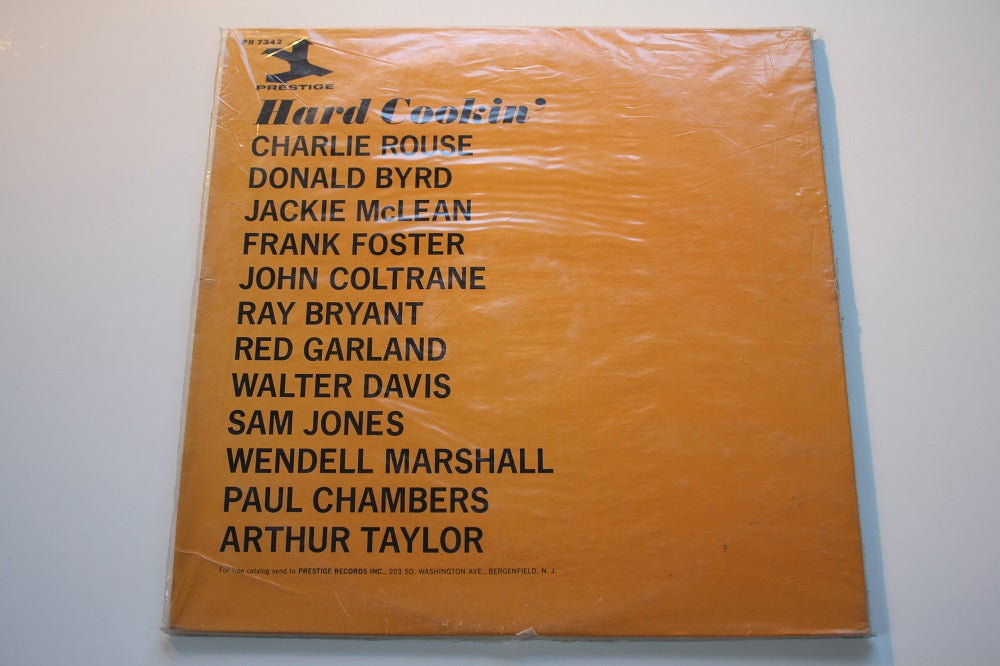 PR 7342
PRESTIGE
Hard Cookin'
CHARLIE ROUSE
DONALD BYRD
JACKIE McLEAN
FRANK FOSTER
JOHN COLTRANE
RAY BRYANT
RED GARLAND
WALTER DAVIS
SAM JONES
WENDELL MARSHALL
PAUL CHAMBERS
ARTHUR TAYLOR
For free catalog send to PRESTIGE RECORDS INC., 203 SO. WASHINGTON AVE., BERGENFIELD, N. J.